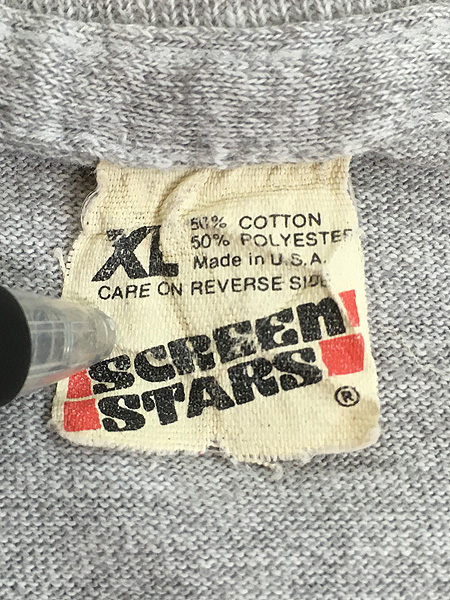 XL
50% COTTON
50% POLYESTER
Made in U.S.A.
CARE ON REVERSE SIDE
SCREEN
STARS
®